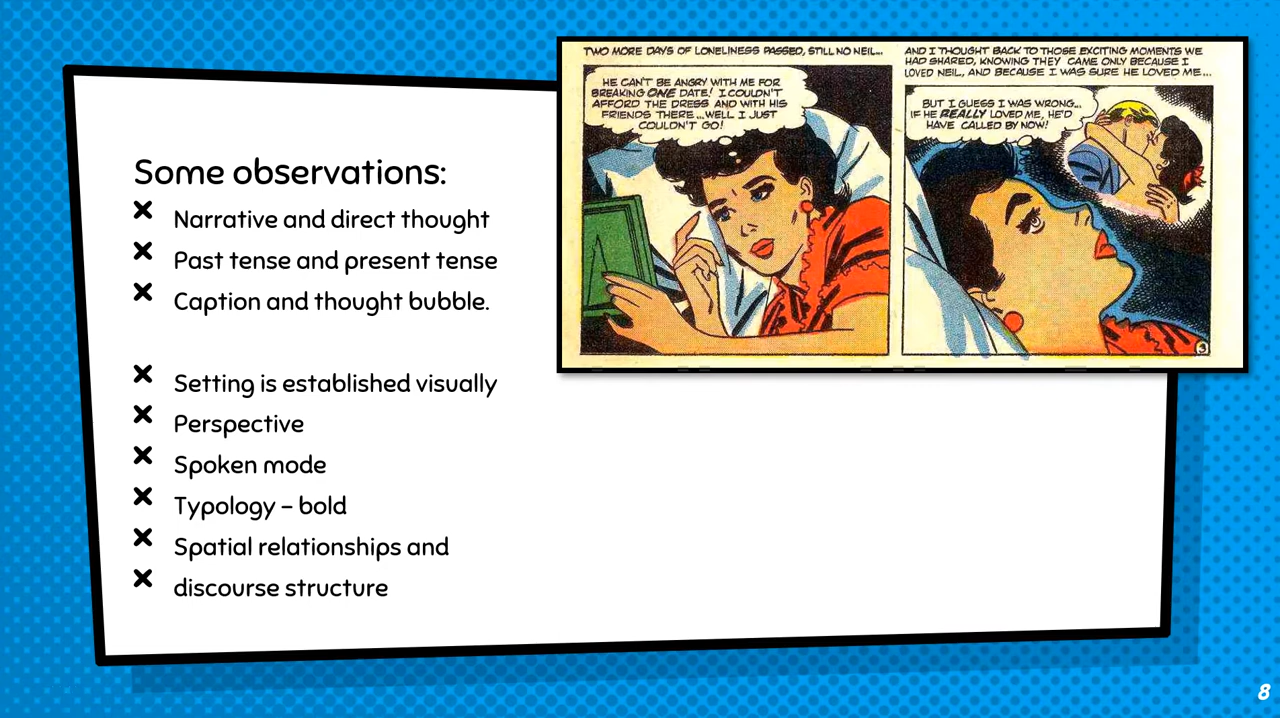 Some observations:
✖ Narrative and direct thought
✖ Past tense and present tense
✖ Caption and thought bubble.
✖ Setting is established visually
✖ Perspective
✖ Spoken mode
✖ Typology – bold
✖ Spatial relationships and
✖ discourse structure
TWO MORE DAYS OF LONELINESS PASSED, STILL NO NEIL...
HE CAN'T BE ANGRY WITH ME FOR
BREAKING ONE DATE! I COULDN'T
AFFORD THE DRESS AND WITH HIS
FRIENDS THERE...WELL I JUST
COULDN'T GO!
AND I THOUGHT BACK TO THOSE EXCITING MOMENTS WE
HAD SHARED, KNOWING THEY CAME ONLY BECAUSE I
LOVED NEIL, AND BECAUSE I WAS SURE HE LOVED ME...
BUT I GUESS I WAS WRONG...
IF HE REALLY LOVED ME, HE'D
HAVE CALLED BY NOW!
3
8